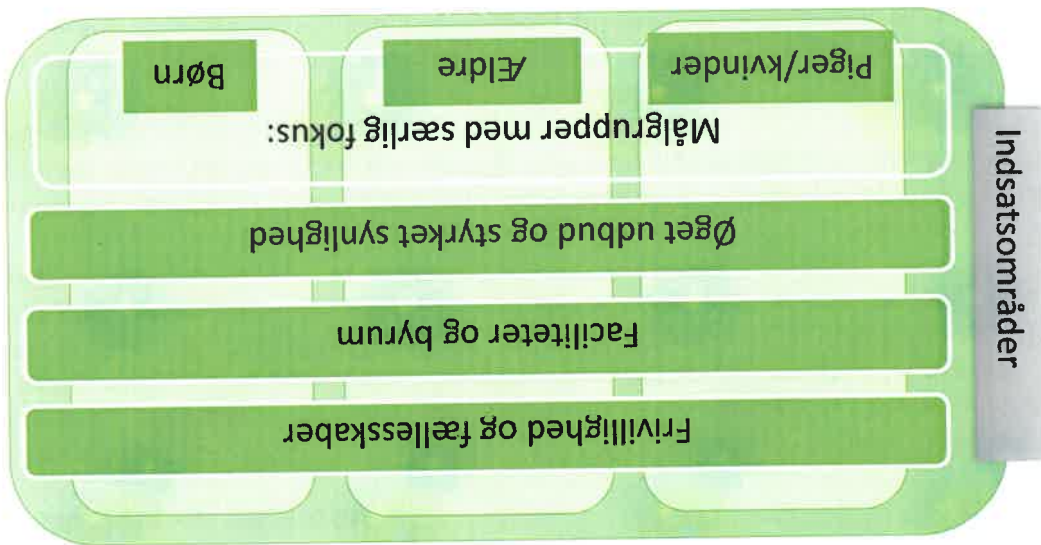 Indsatsområder
Frivillighed og fællesskaber
Faciliteter og byrum
Øget udbud og styrket synlighed
Målgrupper med særlig fokus:
Piger/kvinder
Ældre
Børn